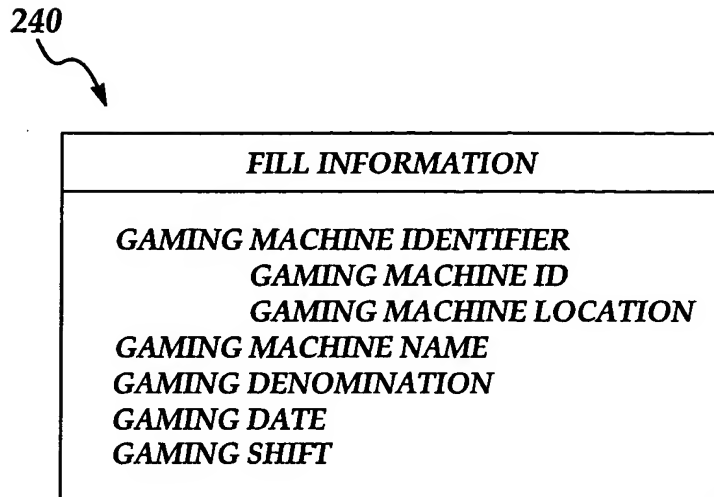 240
FILL INFORMATION
GAMING MACHINE IDENTIFIER
GAMING MACHINE ID
GAMING MACHINE LOCATION
GAMING MACHINE NAME
GAMING DENOMINATION
GAMING DATE
GAMING SHIFT